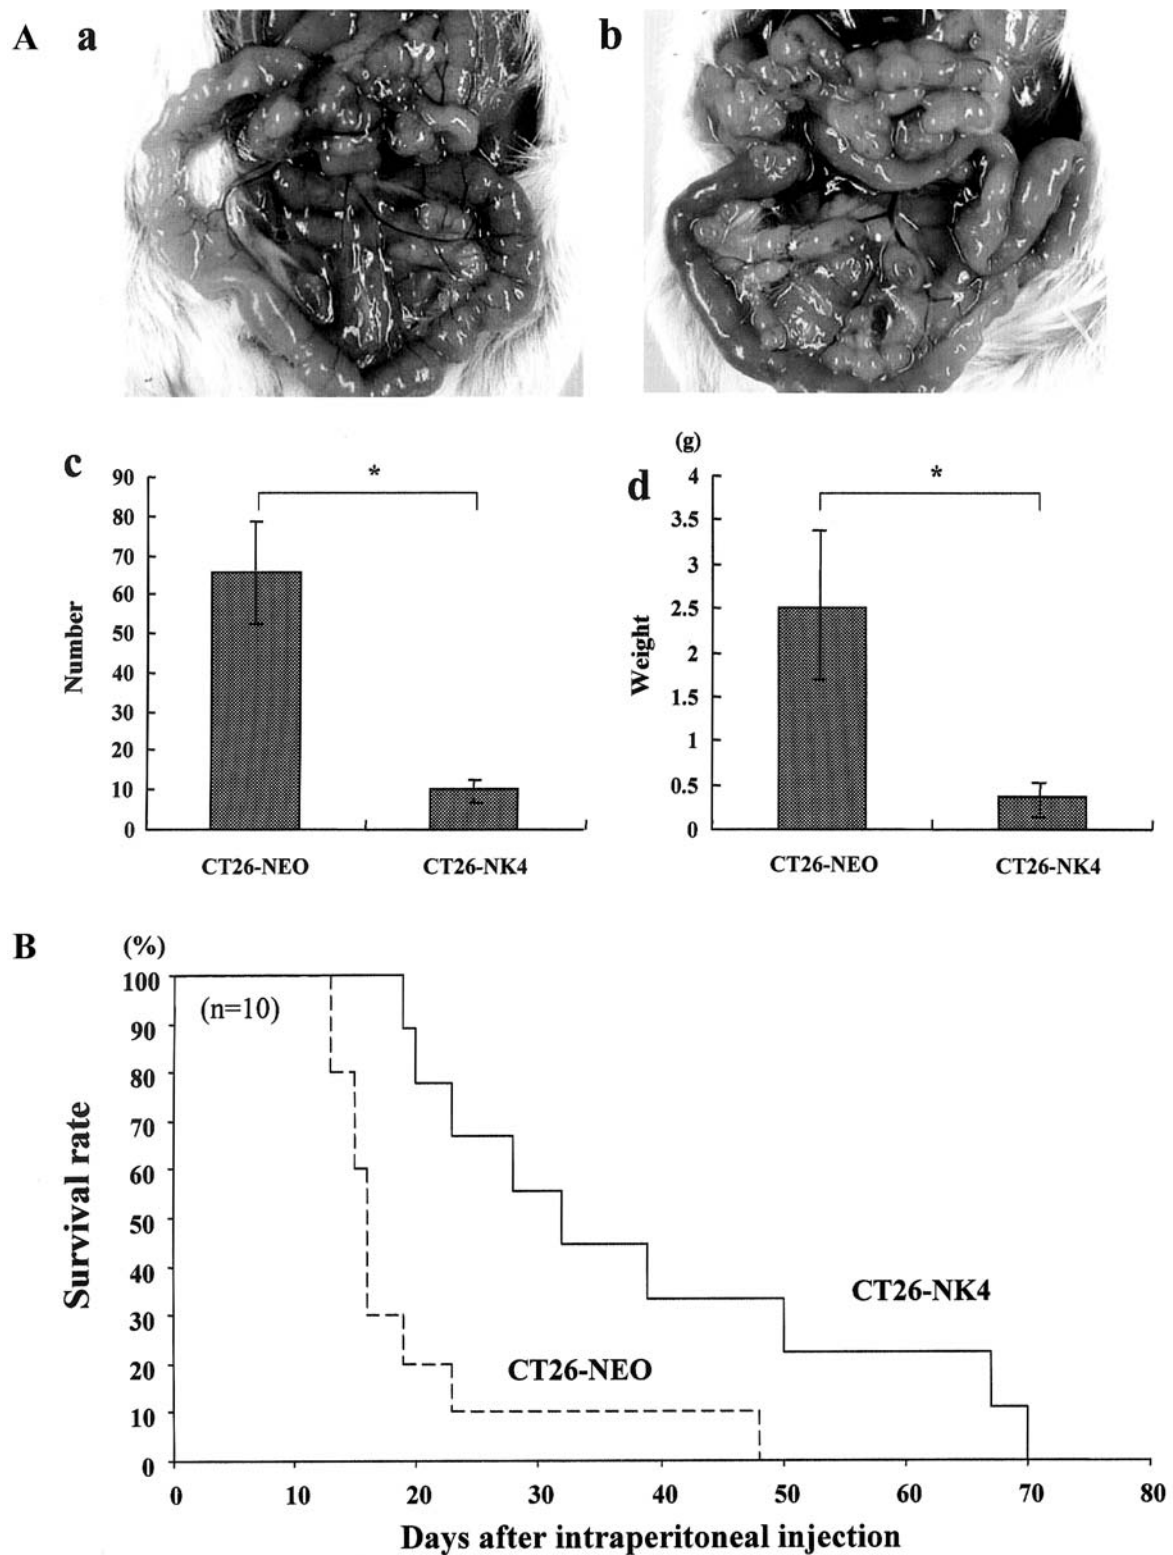 A a
b
c
90
80
70
60
50
40
30
20
10
0
Number
*
CT26-NEO CT26-NK4
d
(g)
4
3.5
3
2.5
2
1.5
1
0.5
0
Weight
*
CT26-NEO CT26-NK4
B
(%)
100
90
80
70
60
50
40
30
20
10
0
Survival rate
(n=10)
CT26-NK4
CT26-NEO
0 10 20 30 40 50 60 70 80
Days after intraperitoneal injection